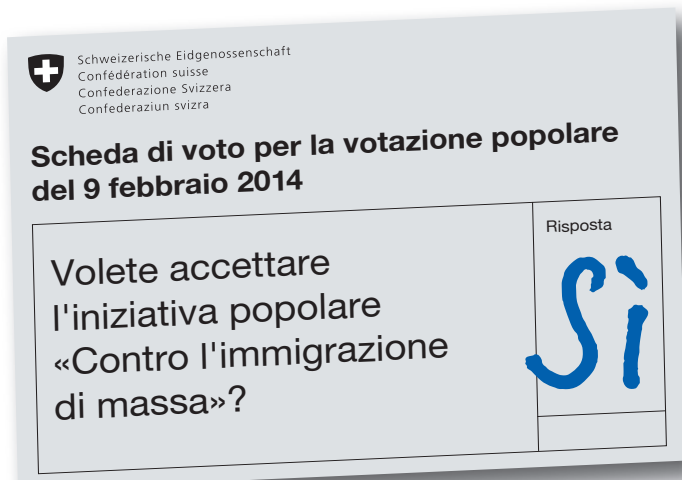 Schweizerische Eidgenossenschaft
Confédération suisse
Confederazione Svizzera
Confederaziun svizra
Scheda di voto per la votazione popolare
del 9 febbraio 2014
Volete accettare
l'iniziativa popolare
«Contro l'immigrazione
di massa»?
Risposta
Sì